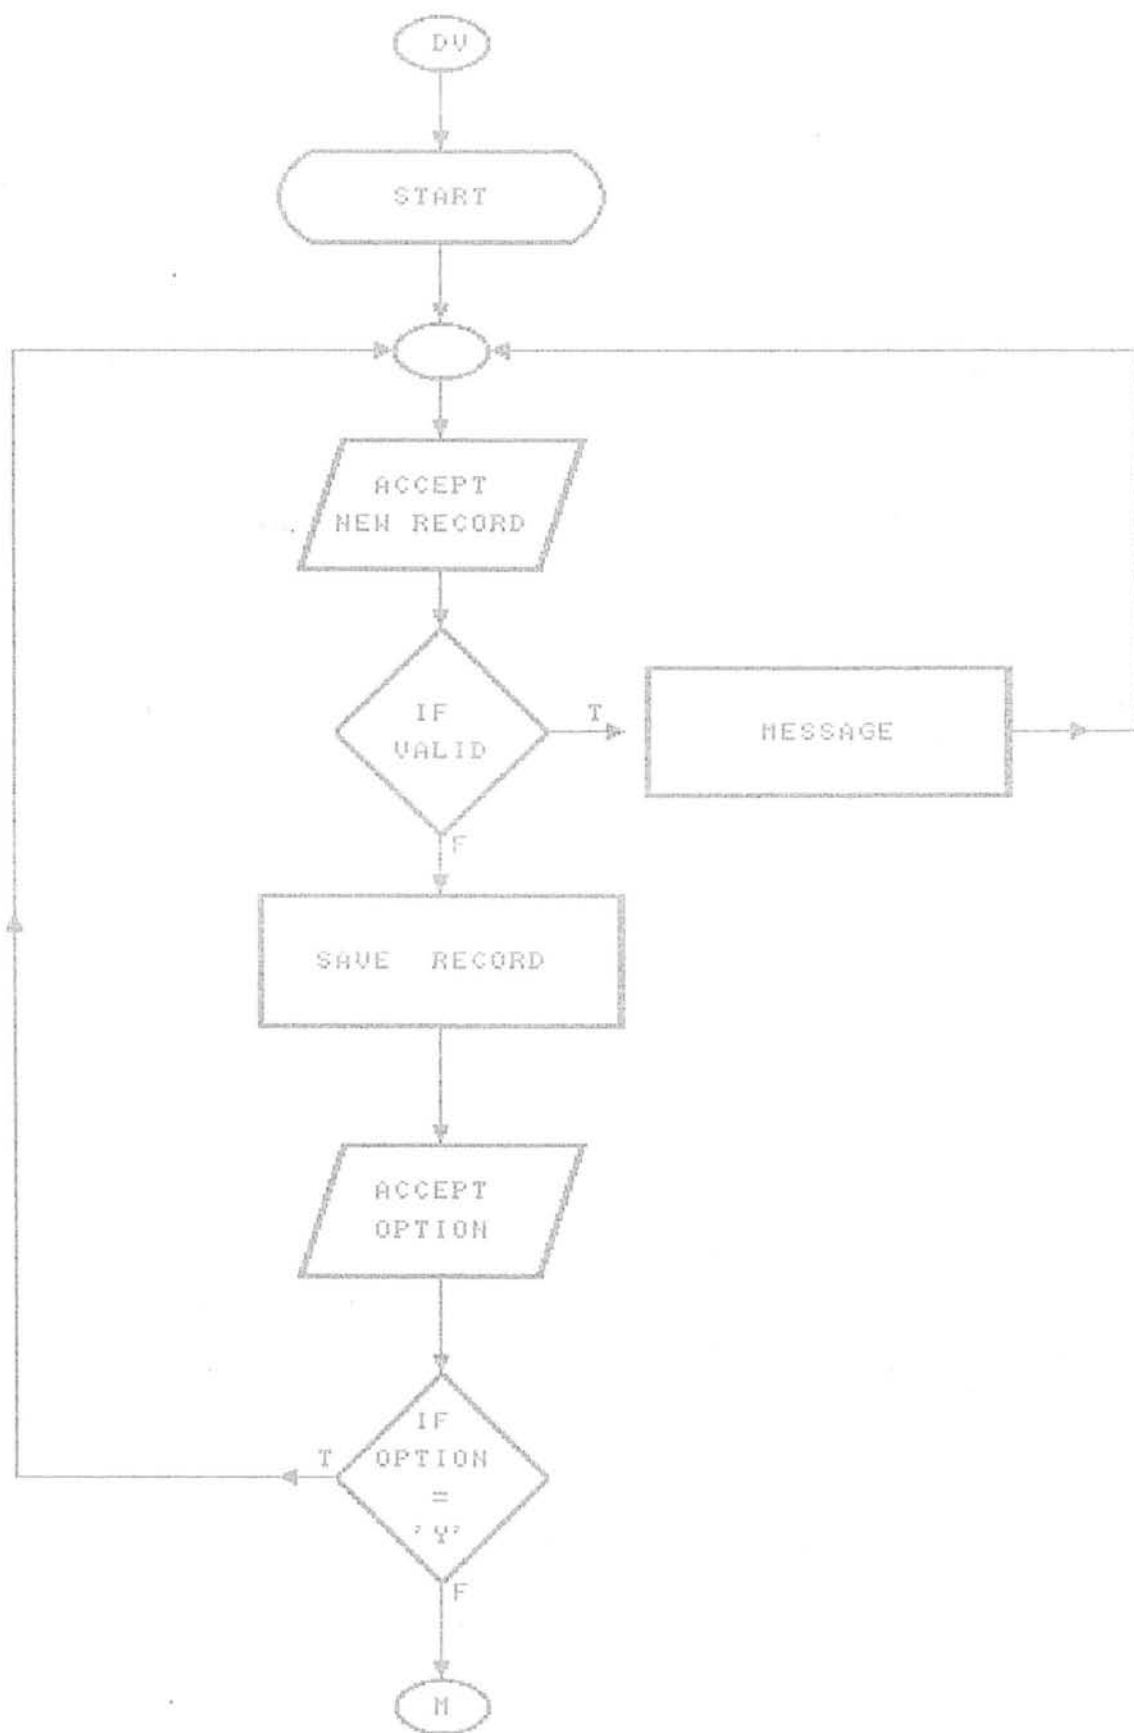 DV
START
ACCEPT
NEW RECORD
IF
VALID
T
MESSAGE
F
SAVE RECORD
ACCEPT
OPTION
IF
OPTION
=
'Y'
T
F
M